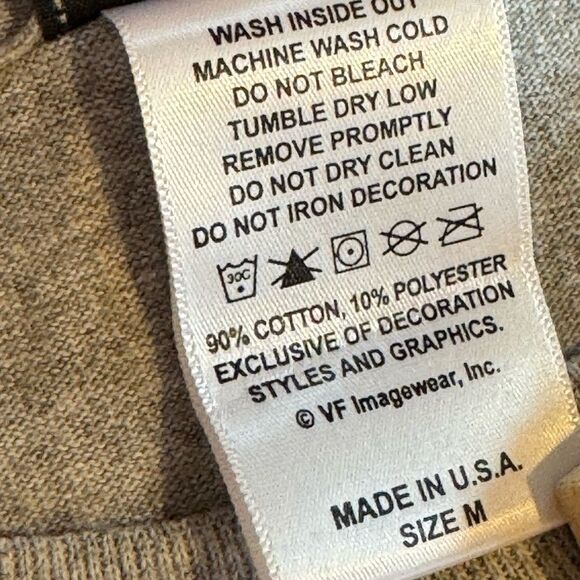 WASH INSIDE OUT
MACHINE WASH COLD
DO NOT BLEACH
TUMBLE DRY LOW
REMOVE PROMPTLY
DO NOT DRY CLEAN
DO NOT IRON DECORATION
30C
90% COTTON, 10% POLYESTER
EXCLUSIVE OF DECORATION
STYLES AND GRAPHICS.
© VF Imagewear, Inc.
MADE IN U.S.A.
SIZE M